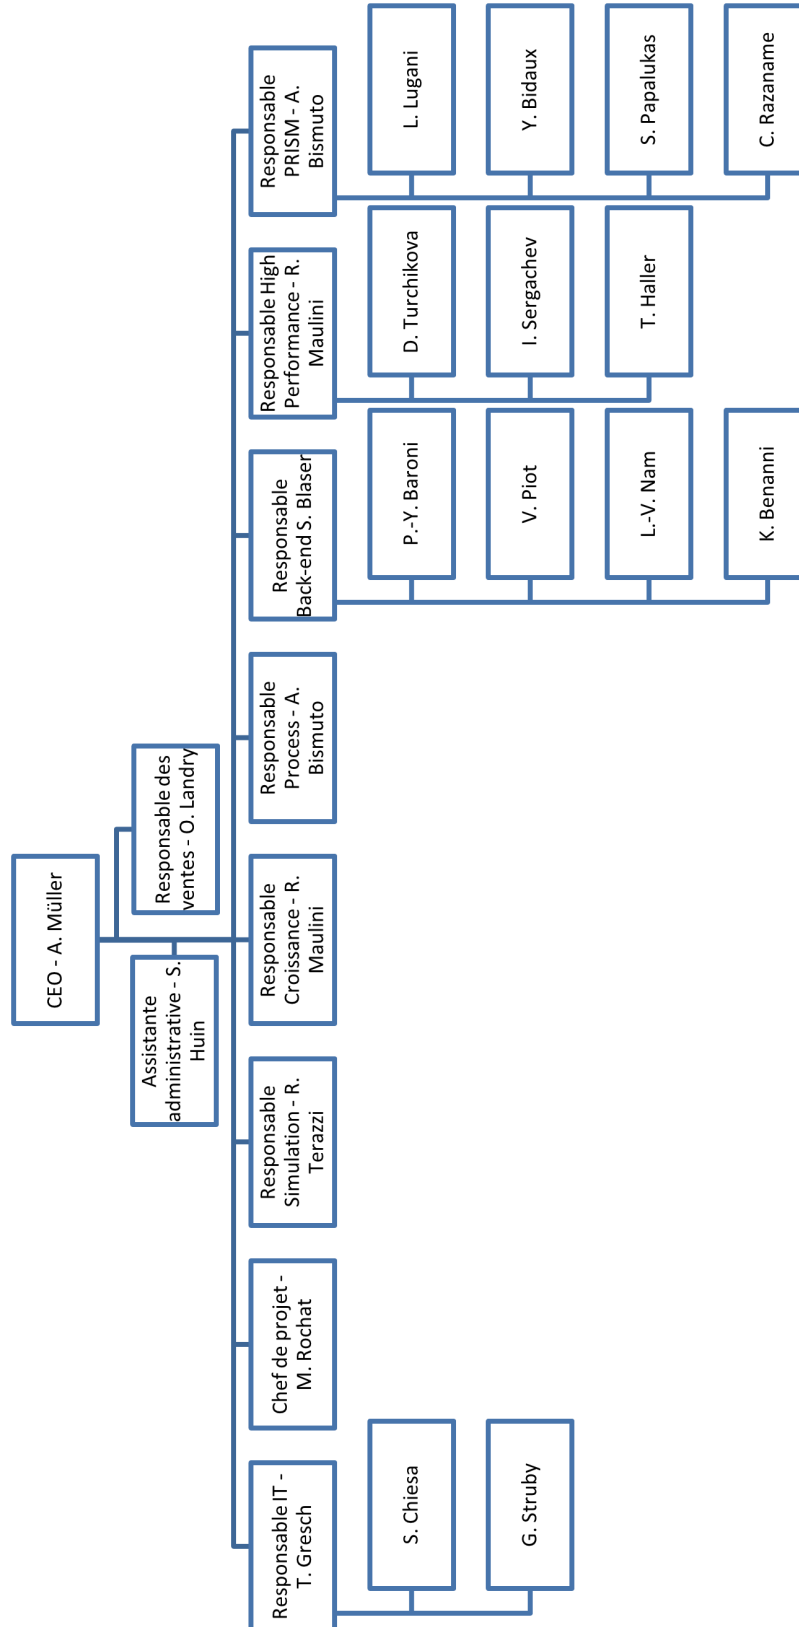 CEO - A. Müller
Assistante
administrative - S.
Huin
Responsable des
ventes - O. Landry
Responsable IT -
T. Gresch
S. Chiesa
G. Struby
Chef de projet -
M. Rochat
Responsable
Simulation - R.
Terazzi
Responsable
Croissance - R.
Maulini
Responsable
Process - A.
Bismuto
Responsable
Back-end S. Blaser
P.-Y. Baroni
V. Piot
L.-V. Nam
K. Benanni
Responsable High
Performance - R.
Maulini
D. Turchikova
I. Sergachev
T. Haller
Responsable
PRISM - A.
Bismuto
L. Lugani
Y. Bidaux
S. Papalukas
C. Razaname